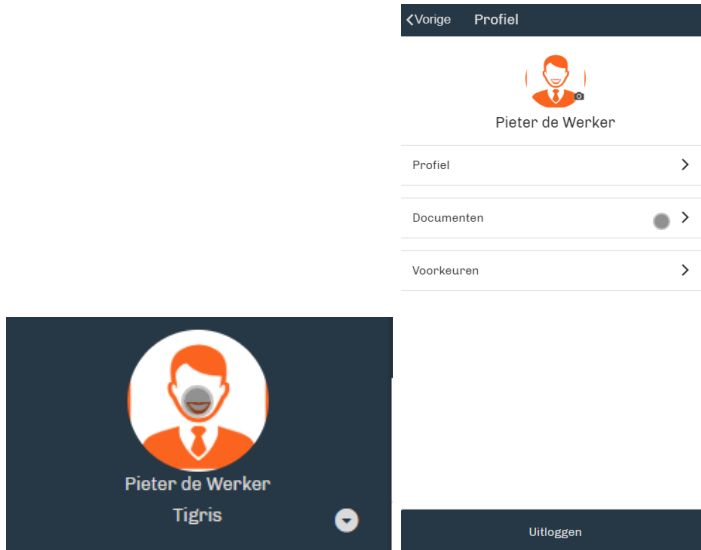 Vorige Profiel
Pieter de Werker
Profiel
Documenten
Voorkeuren
Uitloggen
Pieter de Werker
Tigris